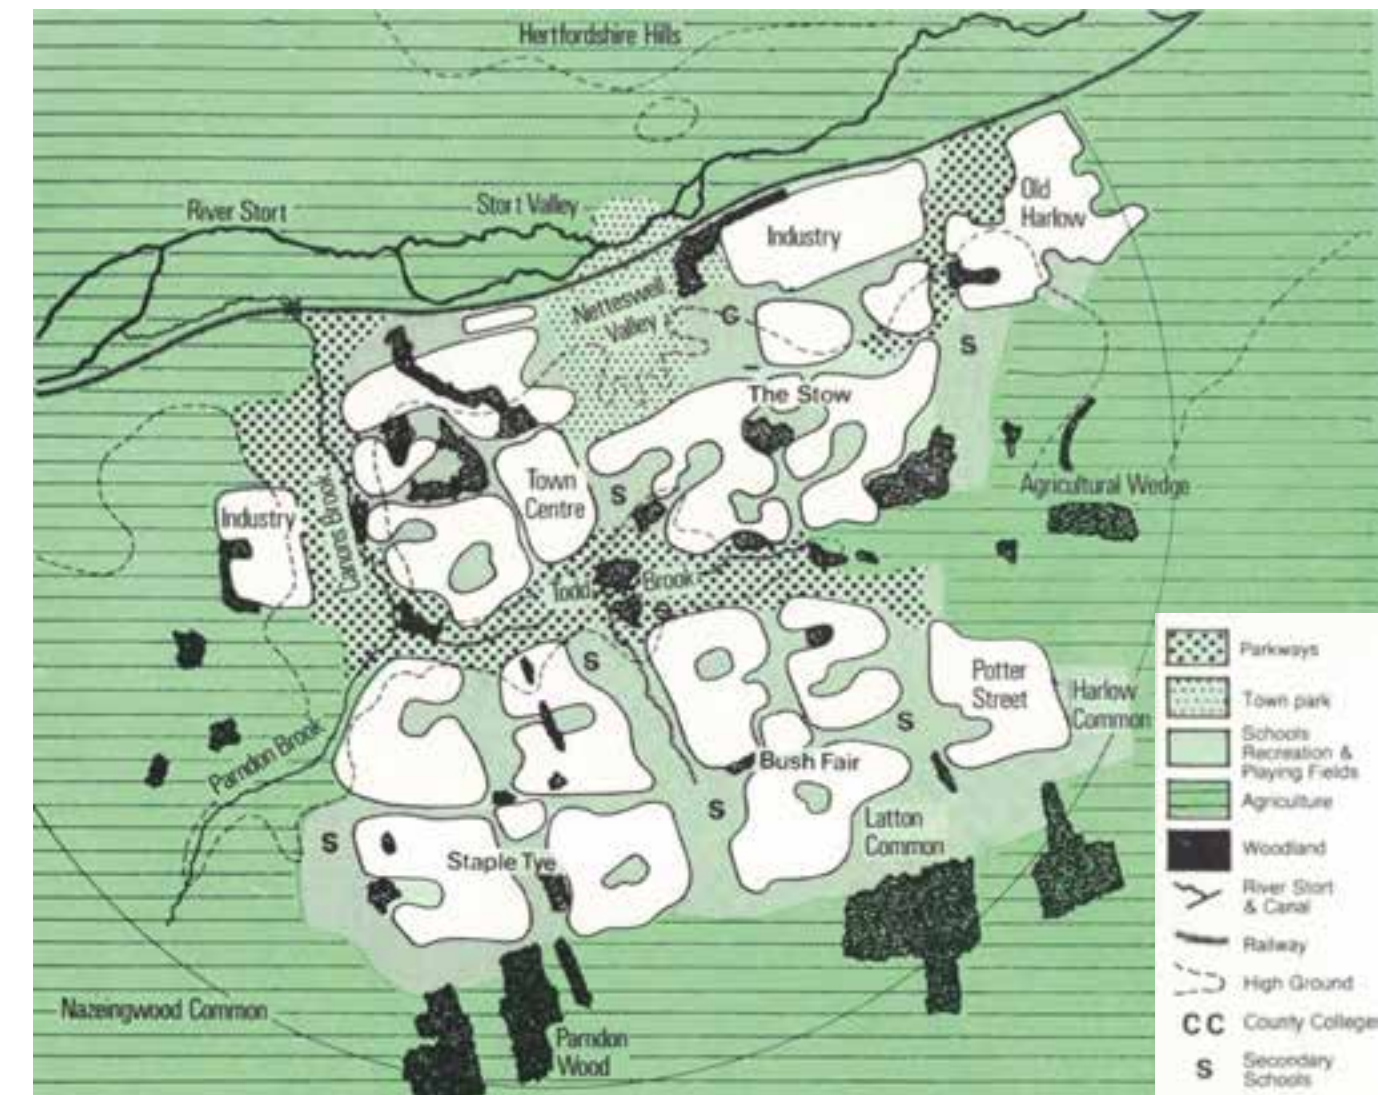 Hertfordshire Hills
River Stort
Stort Valley
Industry
Old
Harlow
Netteswell
Valley
C
S
The Stow
Town
Centre
S
Agricultural Wedge
Industry
Canons Brook
Todd Brook
S
S
Potter
Street
Harlow
Common
S
Parndon Brook
Bush Fair
S
Latton
Common
S
Staple Tye
Nazeingwood Common
Parndon
Wood
Parkways
Town park
Schools
Recreation &
Playing Fields
Agriculture
Woodland
River Stort
& Canal
Railway
High Ground
C C County College
S Secondary
Schools